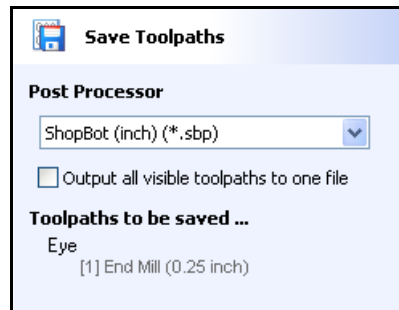 Save Toolpaths
Post Processor
ShopBot (inch) (*.sbp)
Output all visible toolpaths to one file
Toolpaths to be saved ...
Eye
[1] End Mill (0.25 inch)